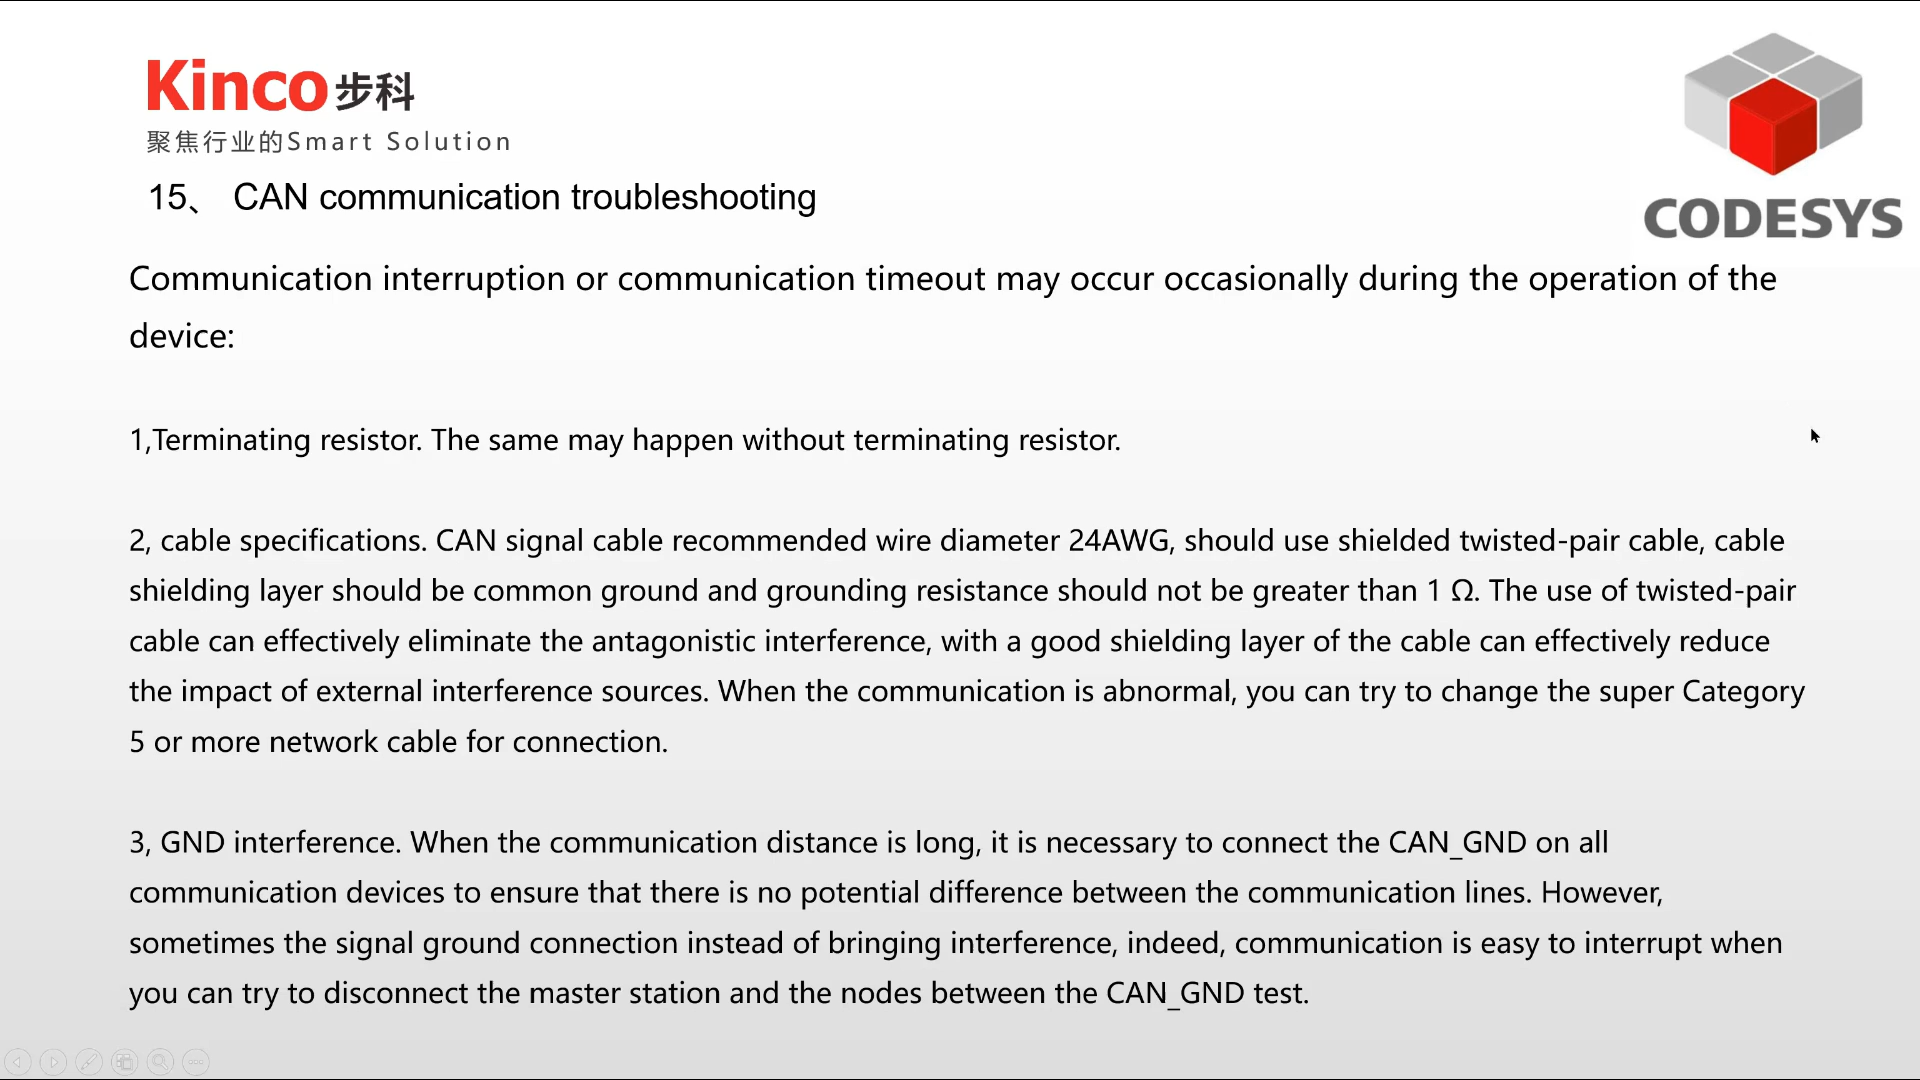 Kinco步科
聚焦行业的Smart Solution
CODESYS
15、 CAN communication troubleshooting
Communication interruption or communication timeout may occur occasionally during the operation of the
device:
1,Terminating resistor. The same may happen without terminating resistor.
2, cable specifications. CAN signal cable recommended wire diameter 24AWG, should use shielded twisted-pair cable, cable
shielding layer should be common ground and grounding resistance should not be greater than 1 Ω. The use of twisted-pair
cable can effectively eliminate the antagonistic interference, with a good shielding layer of the cable can effectively reduce
the impact of external interference sources. When the communication is abnormal, you can try to change the super Category
5 or more network cable for connection.
3, GND interference. When the communication distance is long, it is necessary to connect the CAN_GND on all
communication devices to ensure that there is no potential difference between the communication lines. However,
sometimes the signal ground connection instead of bringing interference, indeed, communication is easy to interrupt when
you can try to disconnect the master station and the nodes between the CAN_GND test.